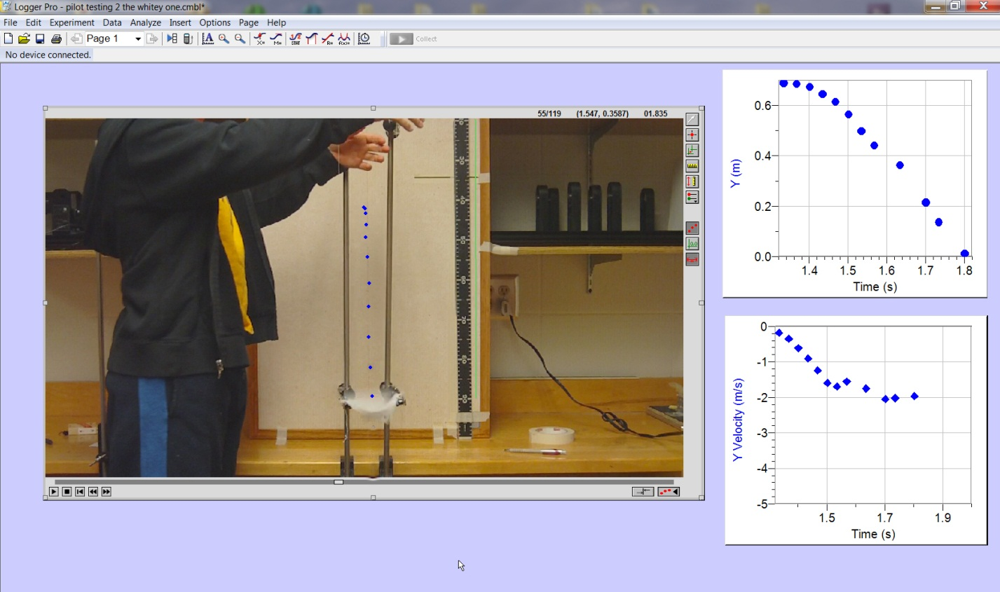 Logger Pro - pilot testing 2 the whitey one.cmbl*
File Edit Experiment Data Analyze Insert Options Page Help
Page 1
Collect
No device connected.
55/119 (1.547, 0.3587) 01.835
0.6
0.4
0.2
0.0
Y (m)
1.4 1.5 1.6 1.7 1.8
Time (s)
0
-1
-2
-3
-4
-5
Y Velocity (m/s)
1.5 1.7 1.9
Time (s)